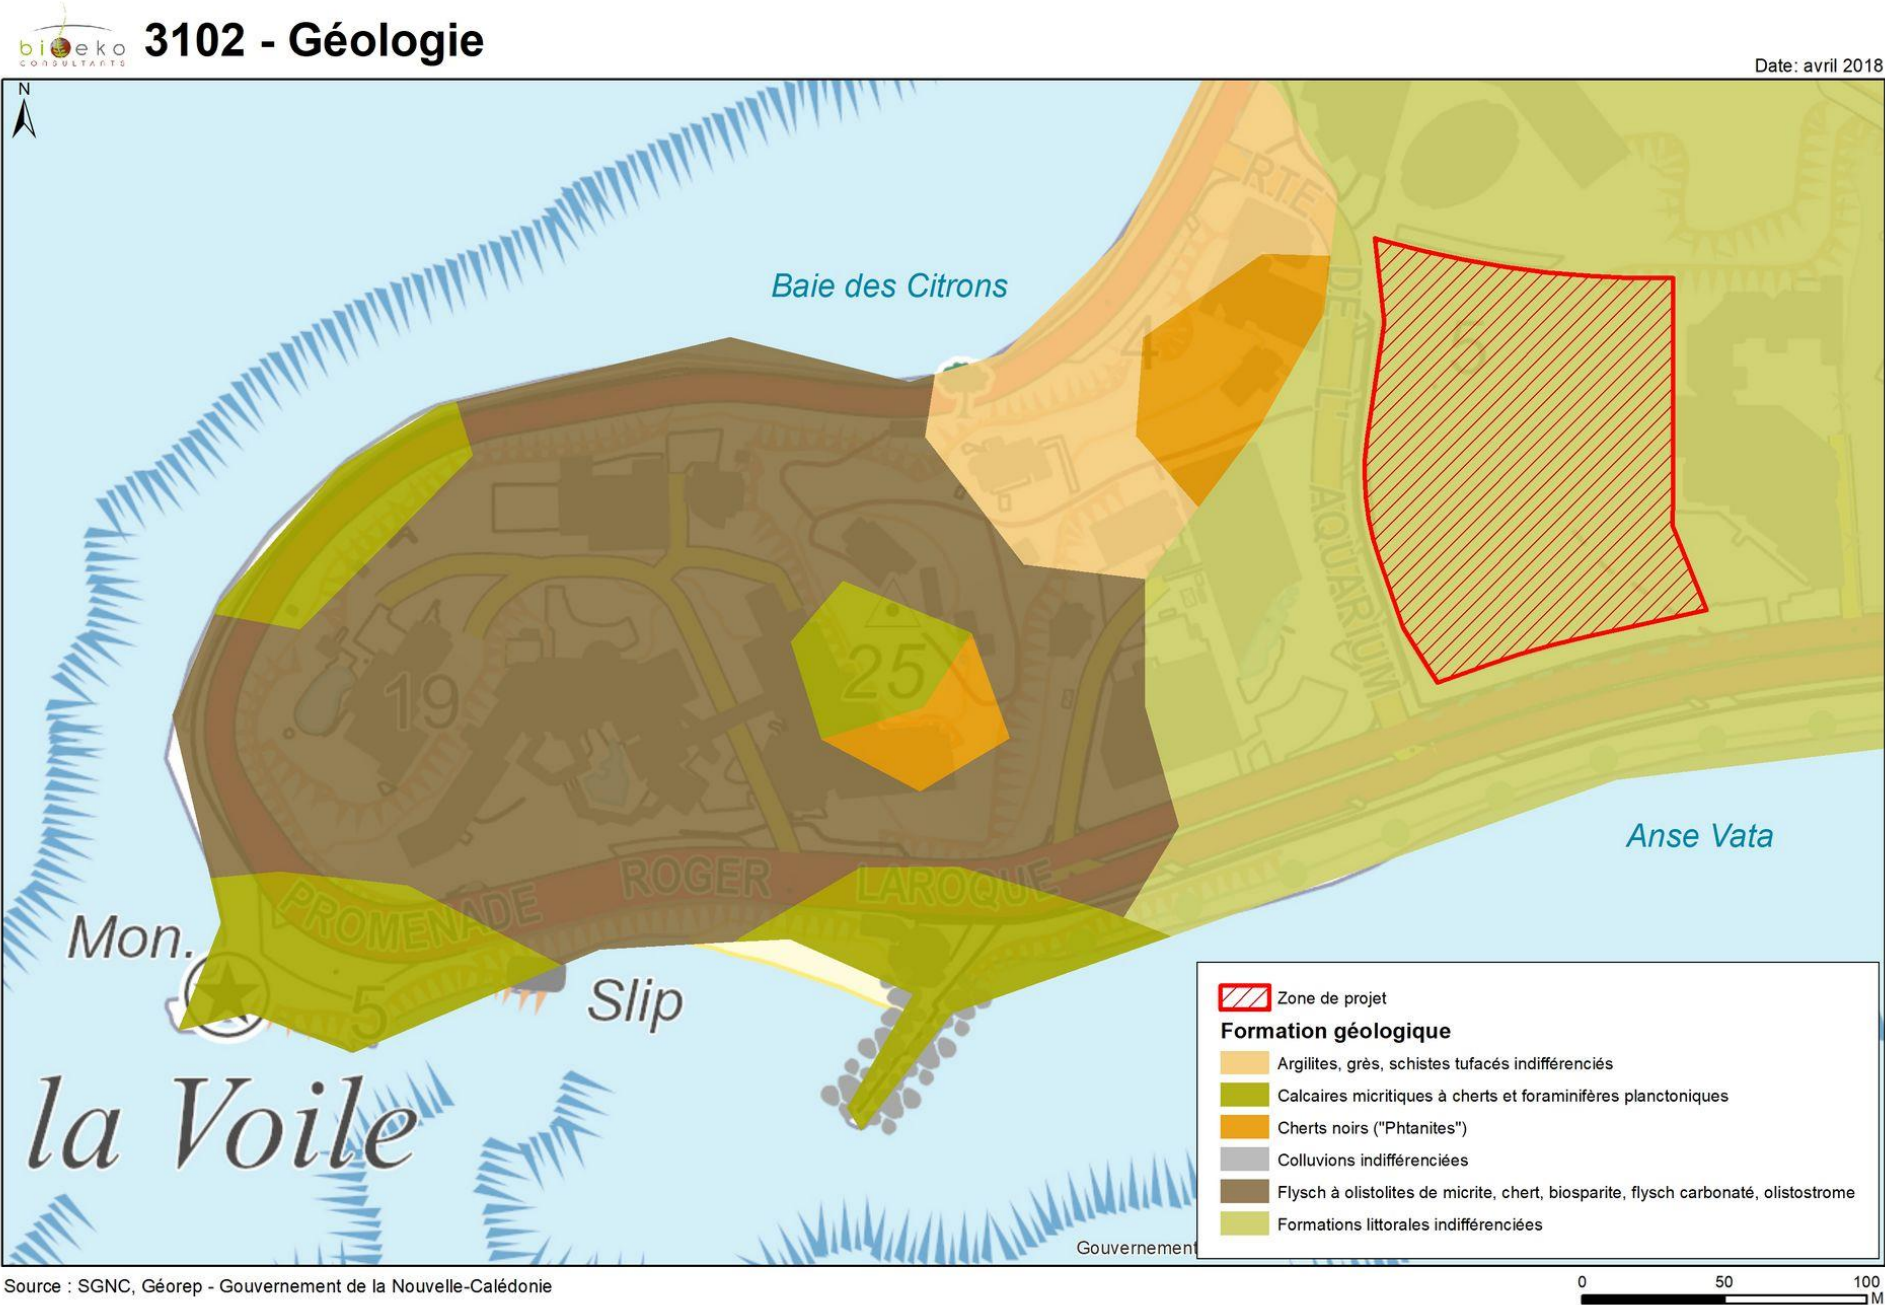 bioeko
CONSULTANTS
3102 - Géologie
Date: avril 2018
N
RTE
Baie des Citrons
4
DE
5
L'
AQUARIUM
25
19
Anse Vata
PROMENADE ROGER LAROQUE
Mon.
5
Slip
la Voile
Zone de projet
Formation géologique
Argilites, grès, schistes tufacés indifférenciés
Calcaires micritiques à cherts et foraminifères planctoniques
Cherts noirs ("Phtanites")
Colluvions indifférenciées
Flysch à olistolites de micrite, chert, biosparite, flysch carbonaté, olistostrome
Formations littorales indifférenciées
Gouvernement
Source : SGNC, Géorep - Gouvernement de la Nouvelle-Calédonie
0 50 100
M